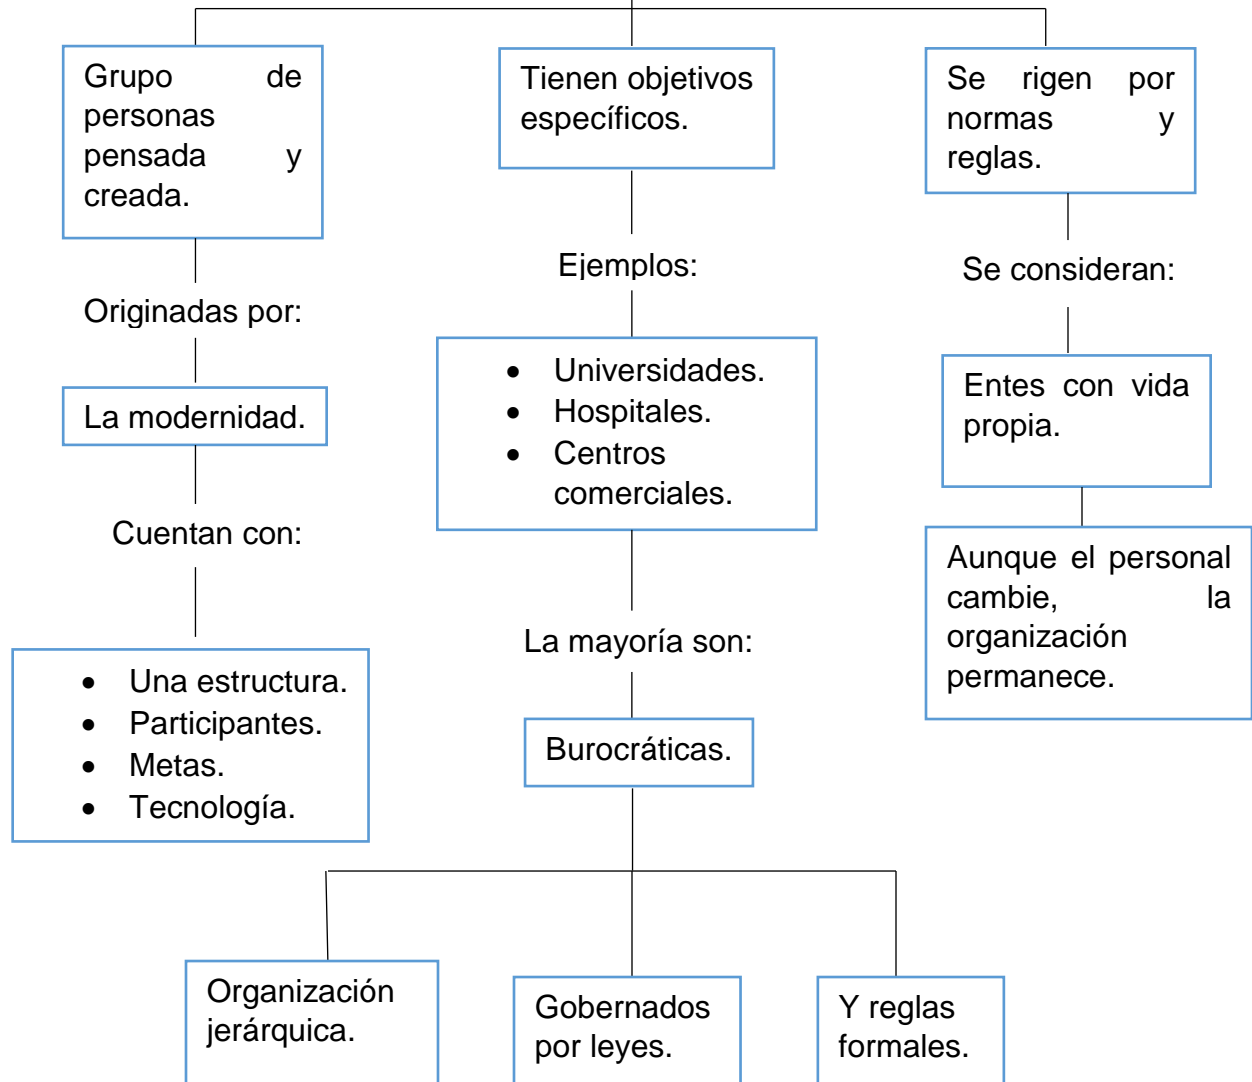 Grupo de
personas
pensada y
creada.
Originadas por:
La modernidad.
Cuentan con:
• Una estructura.
• Participantes.
• Metas.
• Tecnología.
Tienen objetivos
específicos.
Ejemplos:
• Universidades.
• Hospitales.
• Centros
comerciales.
La mayoría son:
Burocráticas.
Organización
jerárquica.
Gobernados
por leyes.
Y reglas
formales.
Se rigen por
normas y
reglas.
Se consideran:
Entes con vida
propia.
Aunque el personal
cambie, la
organización
permanece.